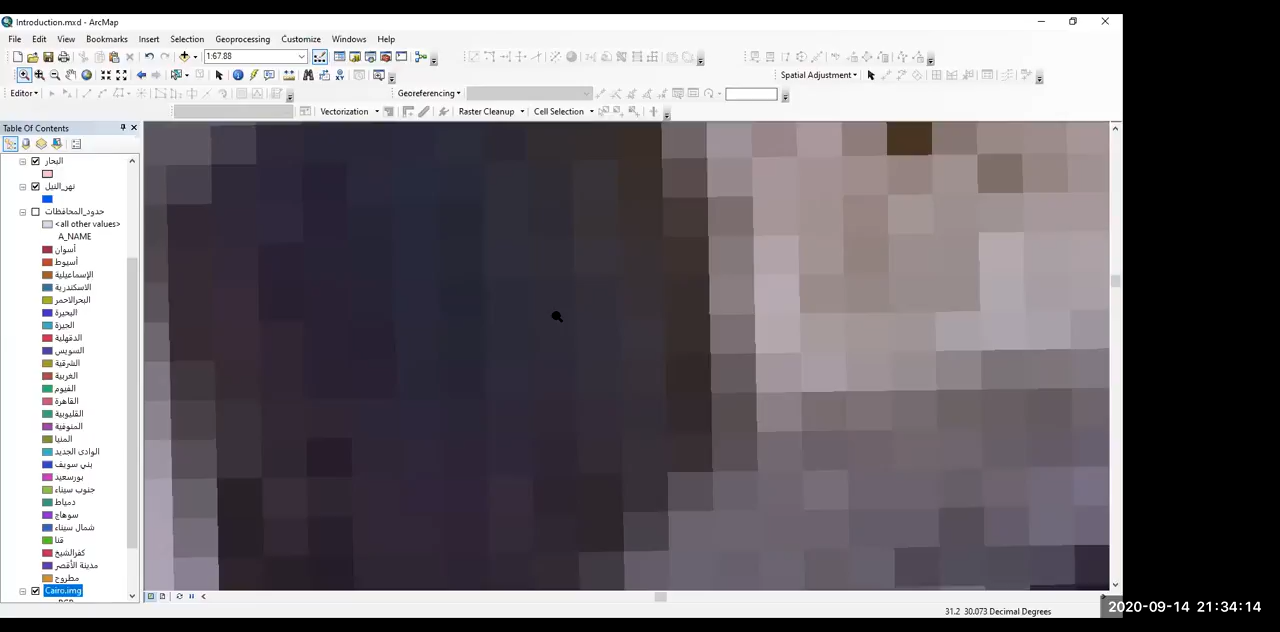 Introduction.mxd - ArcMap
File Edit View Bookmarks Insert Selection Geoprocessing Customize Windows Help
1:67.88
Spatial Adjustment
Editor Georeferencing
Vectorization Raster Cleanup Cell Selection
Table Of Contents
البحار
نهر_النيل
حدود_المحافظات
<all other values>
A_NAME
أسوان
أسيوط
الإسماعيلية
الاسكندرية
البحرالاحمر
البحيرة
الجيزة
الدقهلية
السويس
الشرقية
الغربية
الفيوم
القاهرة
القليوبية
المنوفية
المنيا
الوادى الجديد
بني سويف
بورسعيد
جنوب سيناء
دمياط
سوهاج
شمال سيناء
قنا
كفرالشيخ
مدينة الأقصر
مطروح
Cairo.img
31.2 30.073 Decimal Degrees
2020-09-14 21:34:14